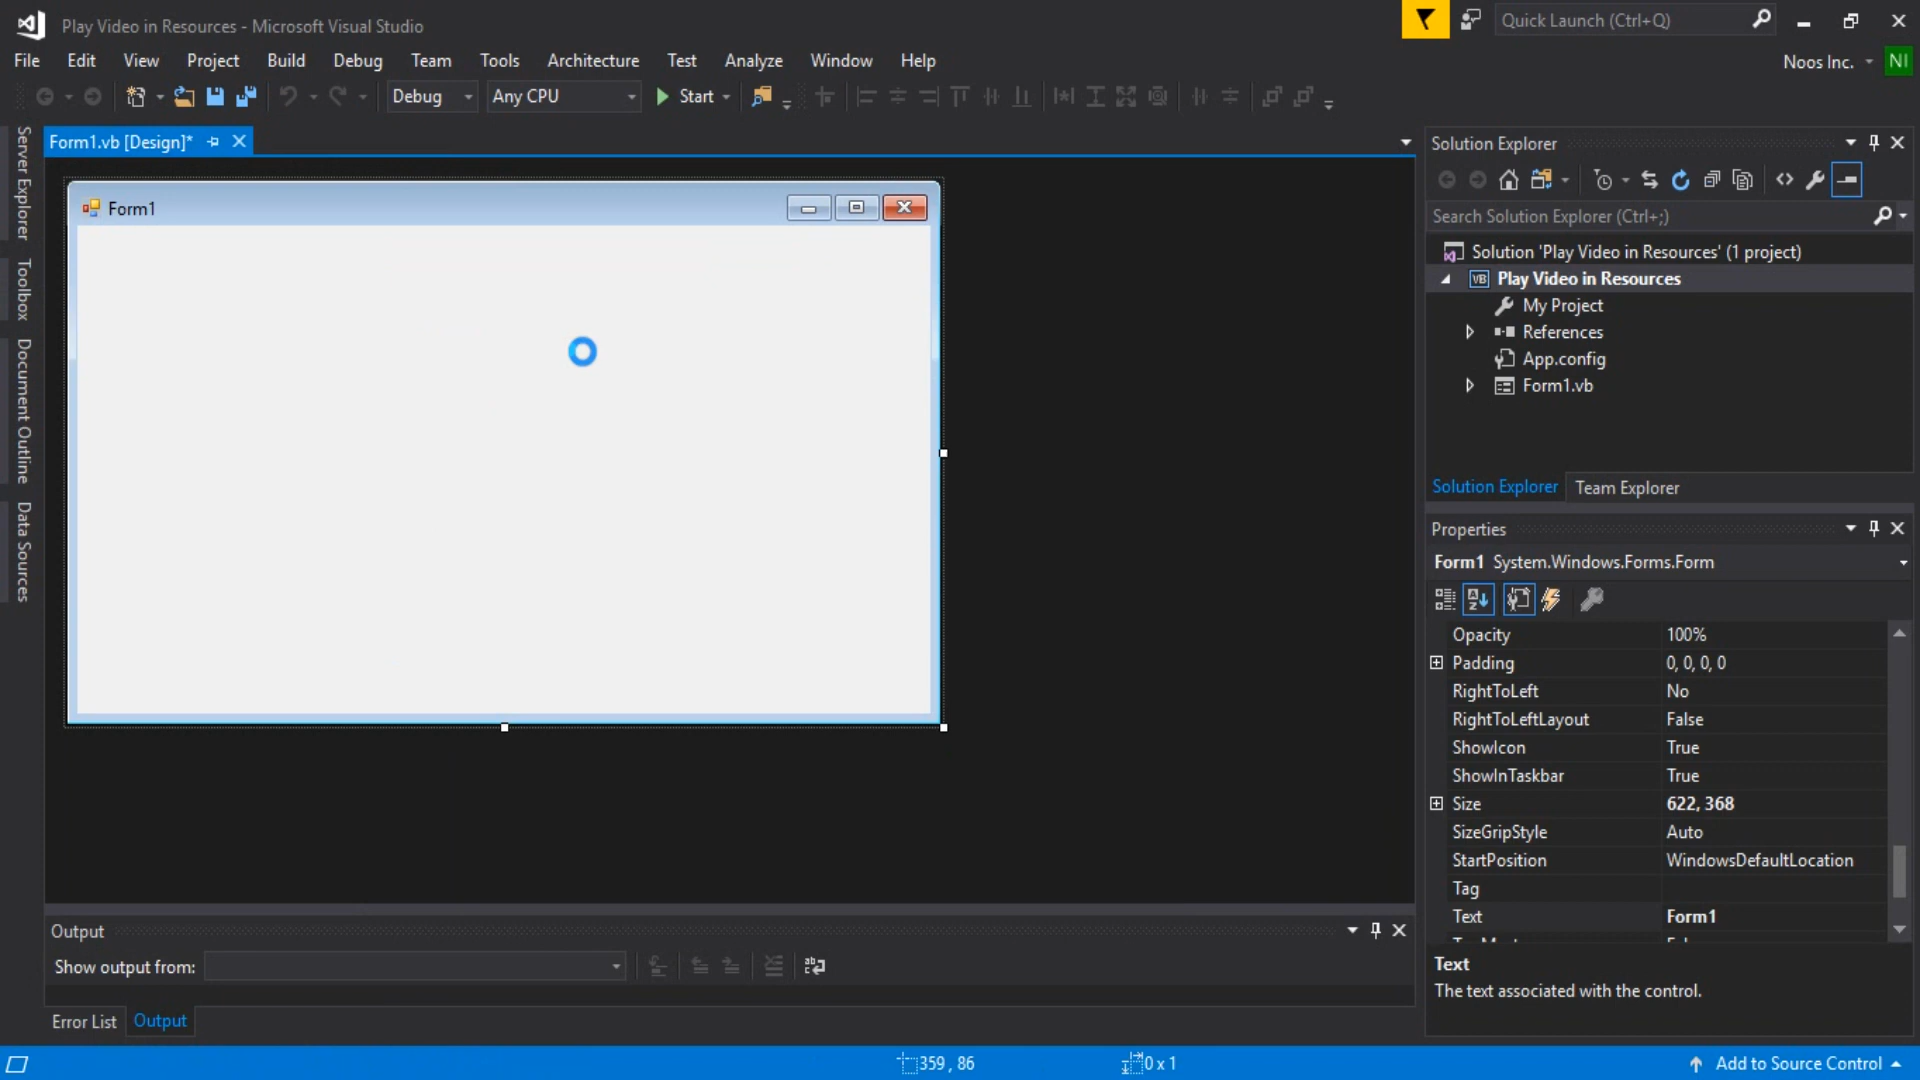 Play Video in Resources - Microsoft Visual Studio
Quick Launch (Ctrl+Q)
File Edit View Project Build Debug Team Tools Architecture Test Analyze Window Help
Noos Inc. NI
Debug Any CPU Start
Form1.vb [Design]*
Server Explorer
Toolbox
Document Outline
Data Sources
Form1
Solution Explorer
Search Solution Explorer (Ctrl+;)
Solution 'Play Video in Resources' (1 project)
VB Play Video in Resources
My Project
References
App.config
Form1.vb
Solution Explorer Team Explorer
Properties
Form1 System.Windows.Forms.Form
Opacity 100%
Padding 0, 0, 0, 0
RightToLeft No
RightToLeftLayout False
ShowIcon True
ShowInTaskbar True
Size 622, 368
SizeGripStyle Auto
StartPosition WindowsDefaultLocation
Tag
Text Form1
Text
The text associated with the control.
Output
Show output from:
Error List Output
359 , 86
0 x 1
Add to Source Control